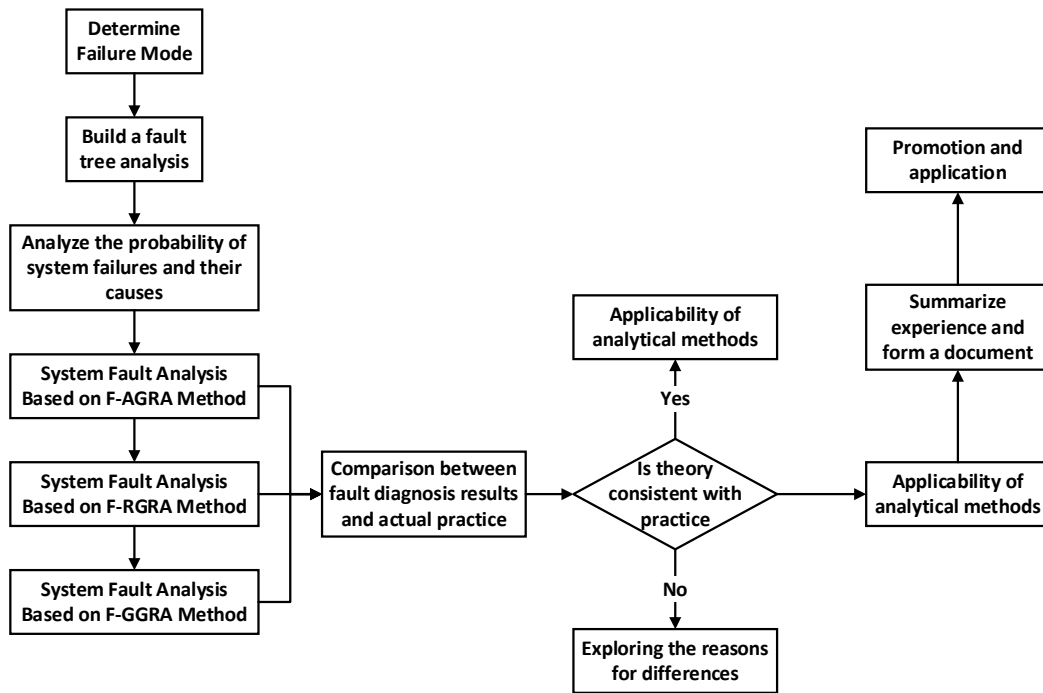 Determine
Failure Mode
Build a fault
tree analysis
Analyze the probability of
system failures and their
causes
System Fault Analysis
Based on F-AGRA Method
System Fault Analysis
Based on F-RGRA Method
System Fault Analysis
Based on F-GGRA Method
Comparison between
fault diagnosis results
and actual practice
Is theory
consistent with
practice
Yes
Applicability of
analytical methods
No
Exploring the reasons
for differences
Applicability of
analytical methods
Summarize
experience and
form a document
Promotion and
application